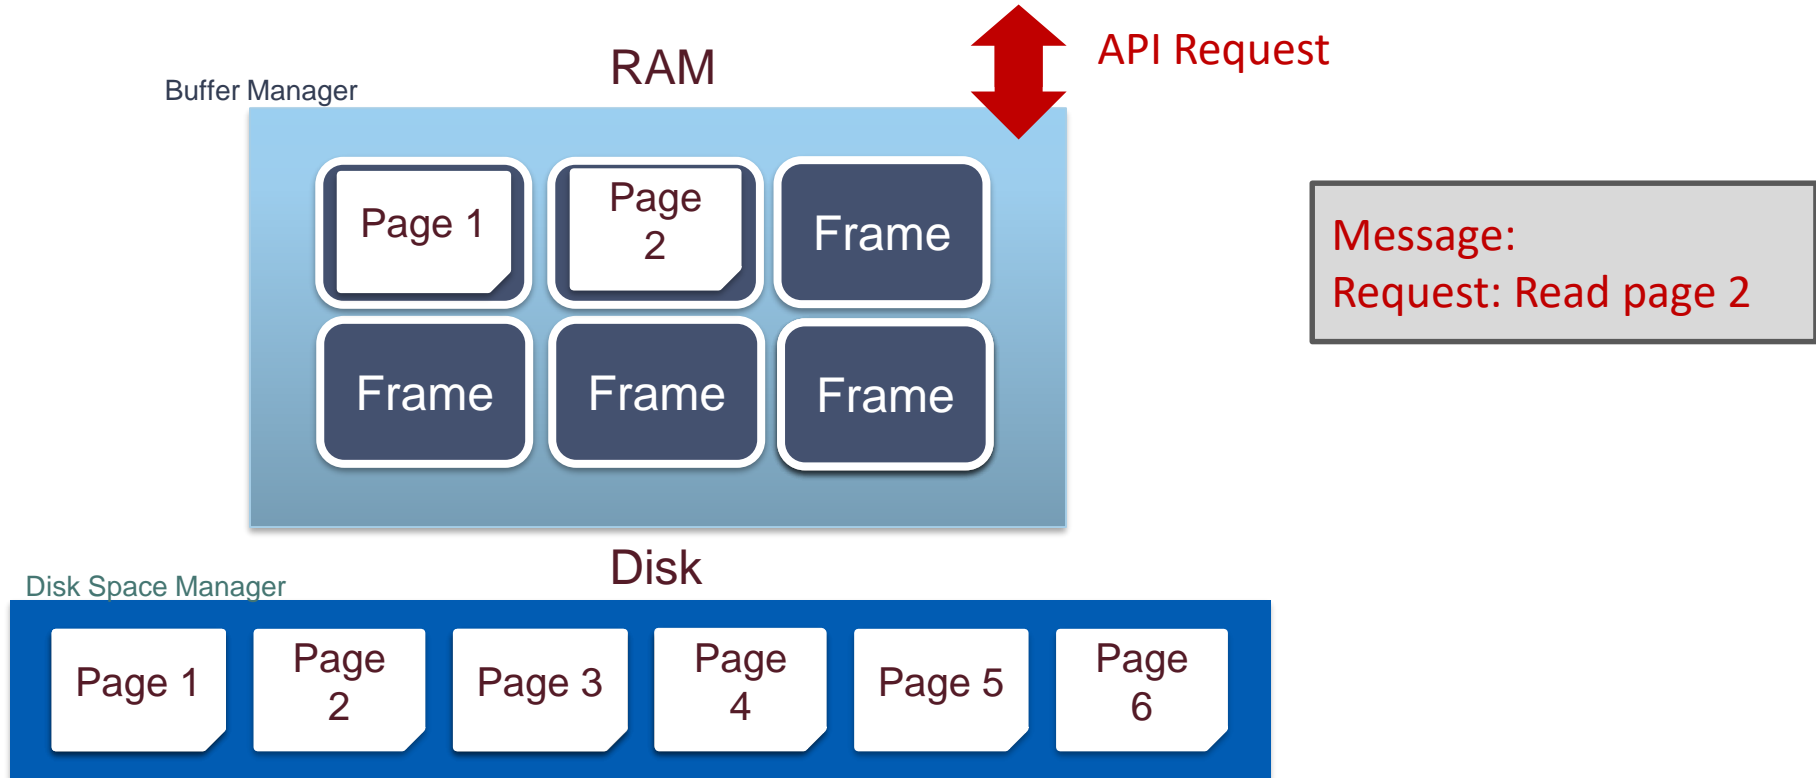 RAM
API Request
Buffer Manager
Page 1
Page
2
Frame
Message:
Request: Read page 2
Frame
Frame
Frame
Disk
Disk Space Manager
Page 1
Page
2
Page 3
Page
4
Page 5
Page
6